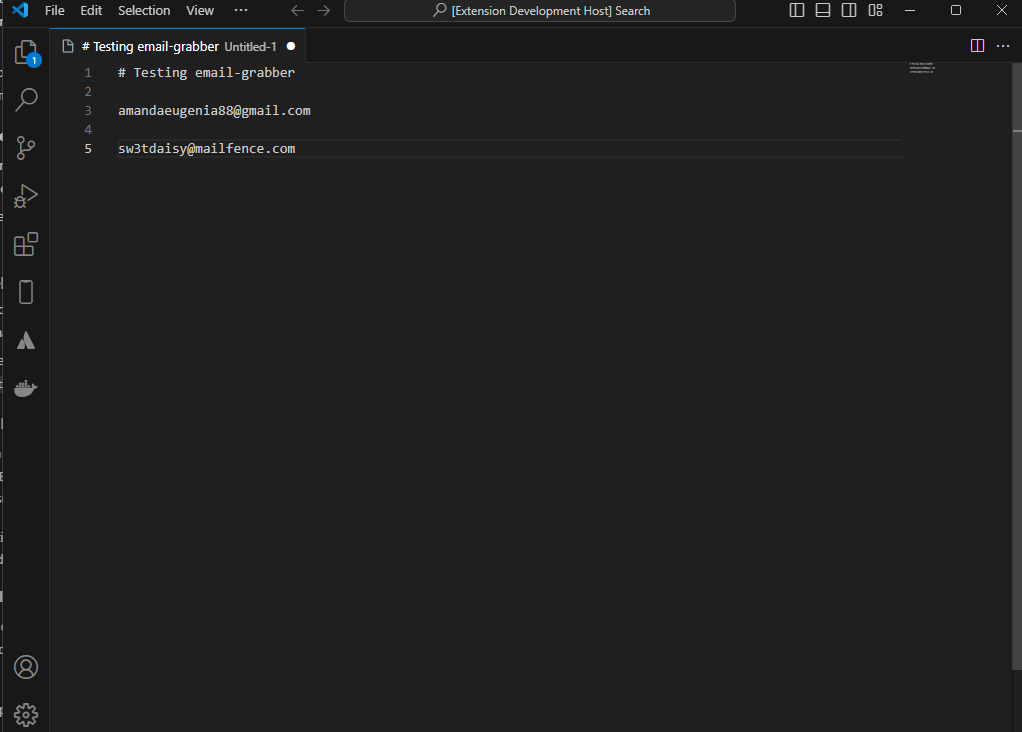 File Edit Selection View ··· [Extension Development Host] Search
# Testing email-grabber Untitled-1
1 # Testing email-grabber
2
3 amandaeugenia88@gmail.com
4
5 sw3tdaisy@mailfence.com
1